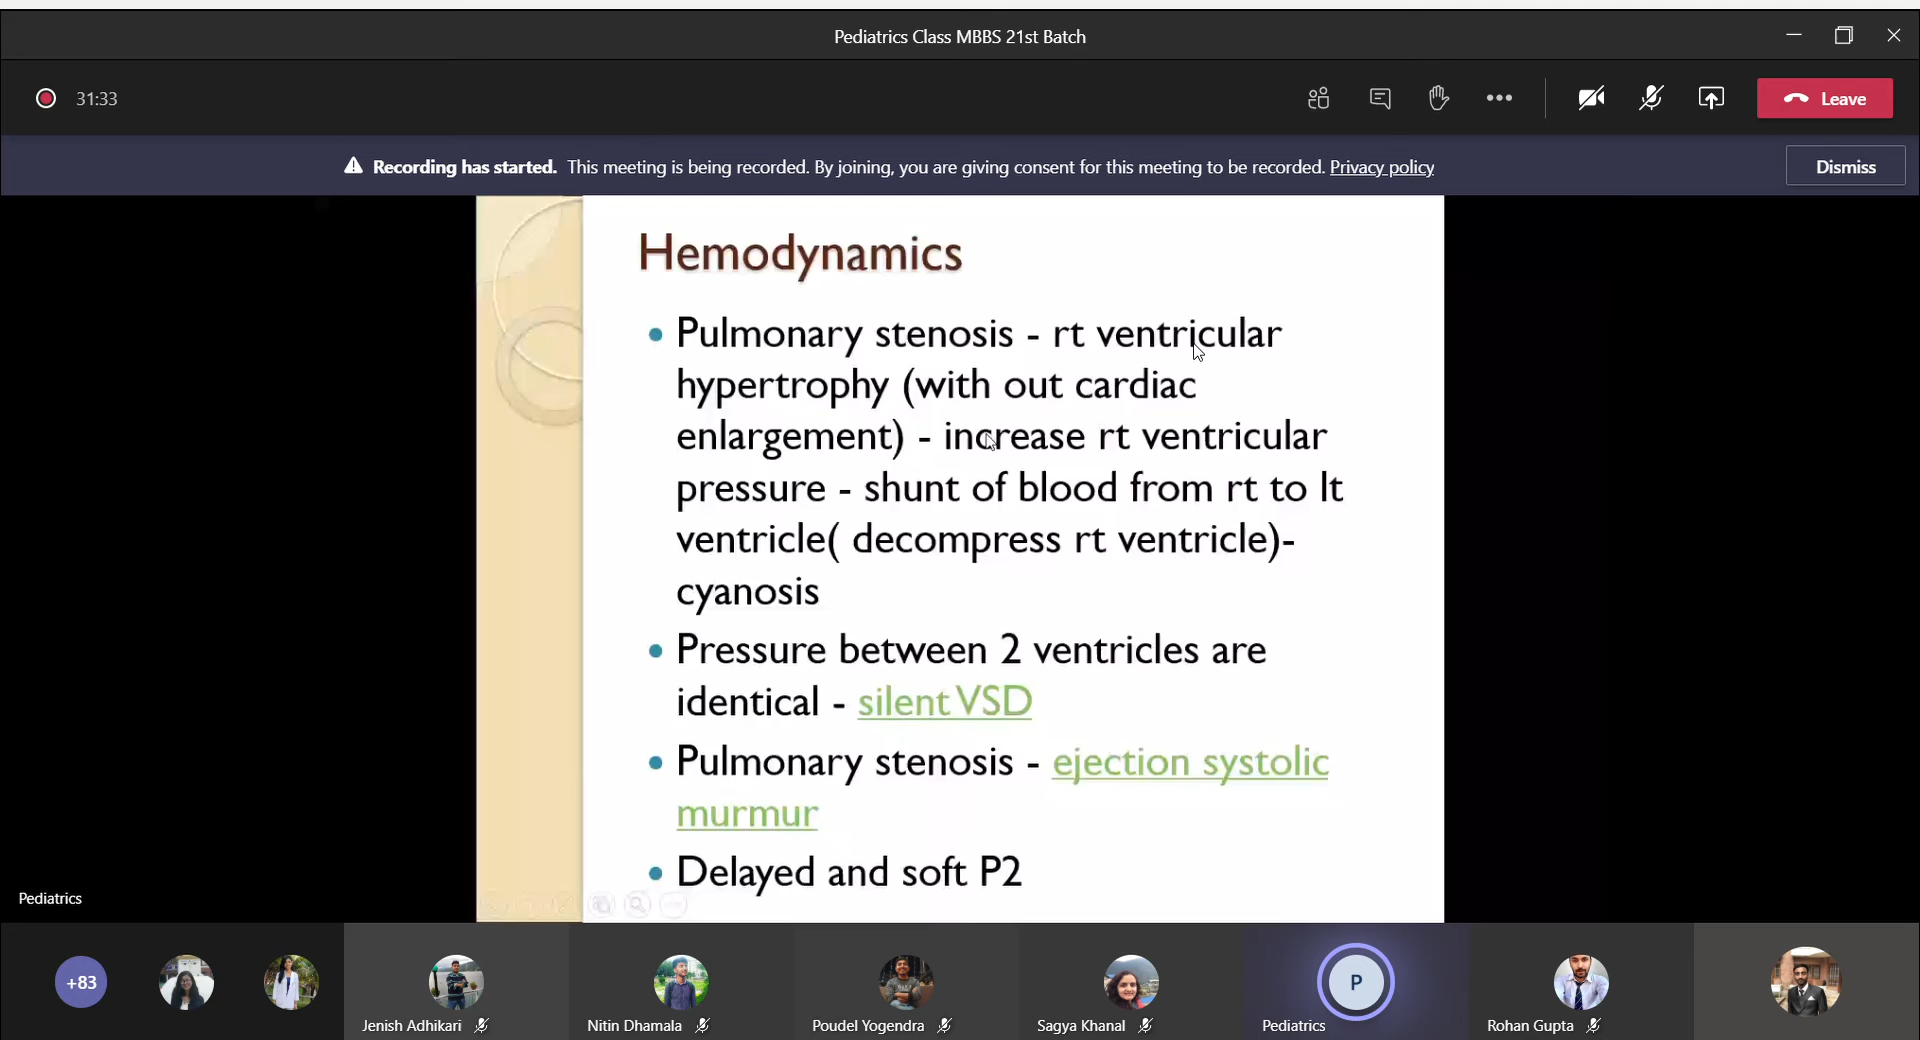 Pediatrics Class MBBS 21st Batch
31:33
Leave
Recording has started. This meeting is being recorded. By joining, you are giving consent for this meeting to be recorded. Privacy policy
Dismiss
Hemodynamics
• Pulmonary stenosis - rt ventricular
hypertrophy (with out cardiac
enlargement) - increase rt ventricular
pressure - shunt of blood from rt to lt
ventricle( decompress rt ventricle)-
cyanosis
• Pressure between 2 ventricles are
identical - silent VSD
• Pulmonary stenosis - ejection systolic
murmur
• Delayed and soft P2
Pediatrics
+83
P
Jenish Adhikari
Nitin Dhamala
Poudel Yogendra
Sagya Khanal
Pediatrics
Rohan Gupta